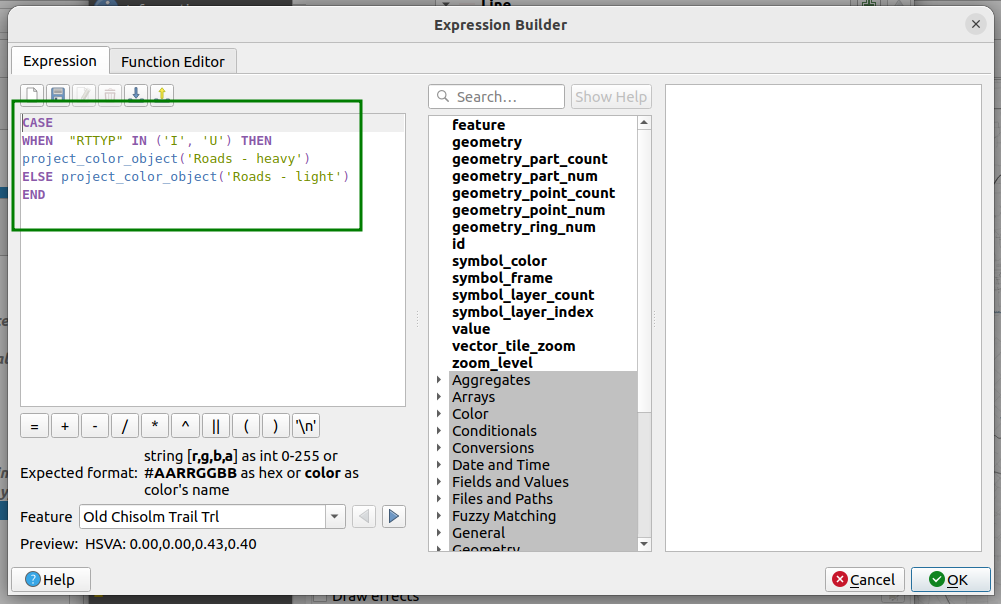 Line
Expression Builder
Expression
Function Editor
CASE
WHEN  "RTTYP" IN ('I', 'U') THEN
project_color_object('Roads - heavy')
ELSE project_color_object('Roads - light')
END
Search...
Show Help
feature
geometry
geometry_part_count
geometry_part_num
geometry_point_count
geometry_point_num
geometry_ring_num
id
symbol_color
symbol_frame
symbol_layer_count
symbol_layer_index
value
vector_tile_zoom
zoom_level
Aggregates
Arrays
Color
Conditionals
Conversions
Date and Time
Fields and Values
Files and Paths
Fuzzy Matching
General
Geometry
= + - / * ^ || ( ) '\n'
Expected format:
string [r,g,b,a] as int 0-255 or
#AARRGGBB as hex or color as
color's name
Feature
Old Chisolm Trail Trl
Preview: HSVA: 0.00,0.00,0.43,0.40
Help
Cancel
OK
Draw effects